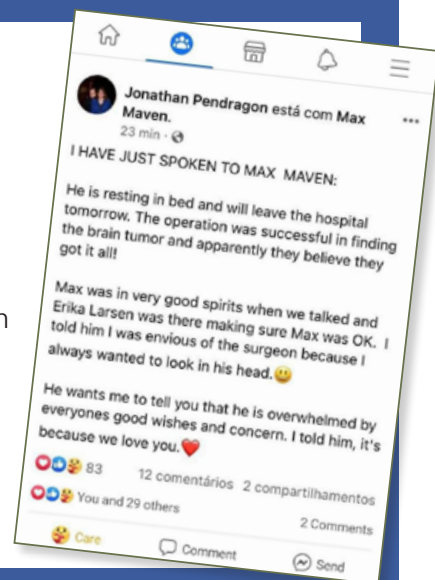 Jonathan Pendragon está com Max
Maven.
23 min ·
I HAVE JUST SPOKEN TO MAX MAVEN:
He is resting in bed and will leave the hospital
tomorrow. The operation was successful in finding
the brain tumor and apparently they believe they
got it all!
Max was in very good spirits when we talked and
Erika Larsen was there making sure Max was OK. I
told him I was envious of the surgeon because I
always wanted to look in his head.😃
He wants me to tell you that he is overwhelmed by
everyones good wishes and concern. I told him, it's
because we love you.❤️
83 12 comentários 2 compartilhamentos
You and 29 others 2 Comments
Care Comment Send